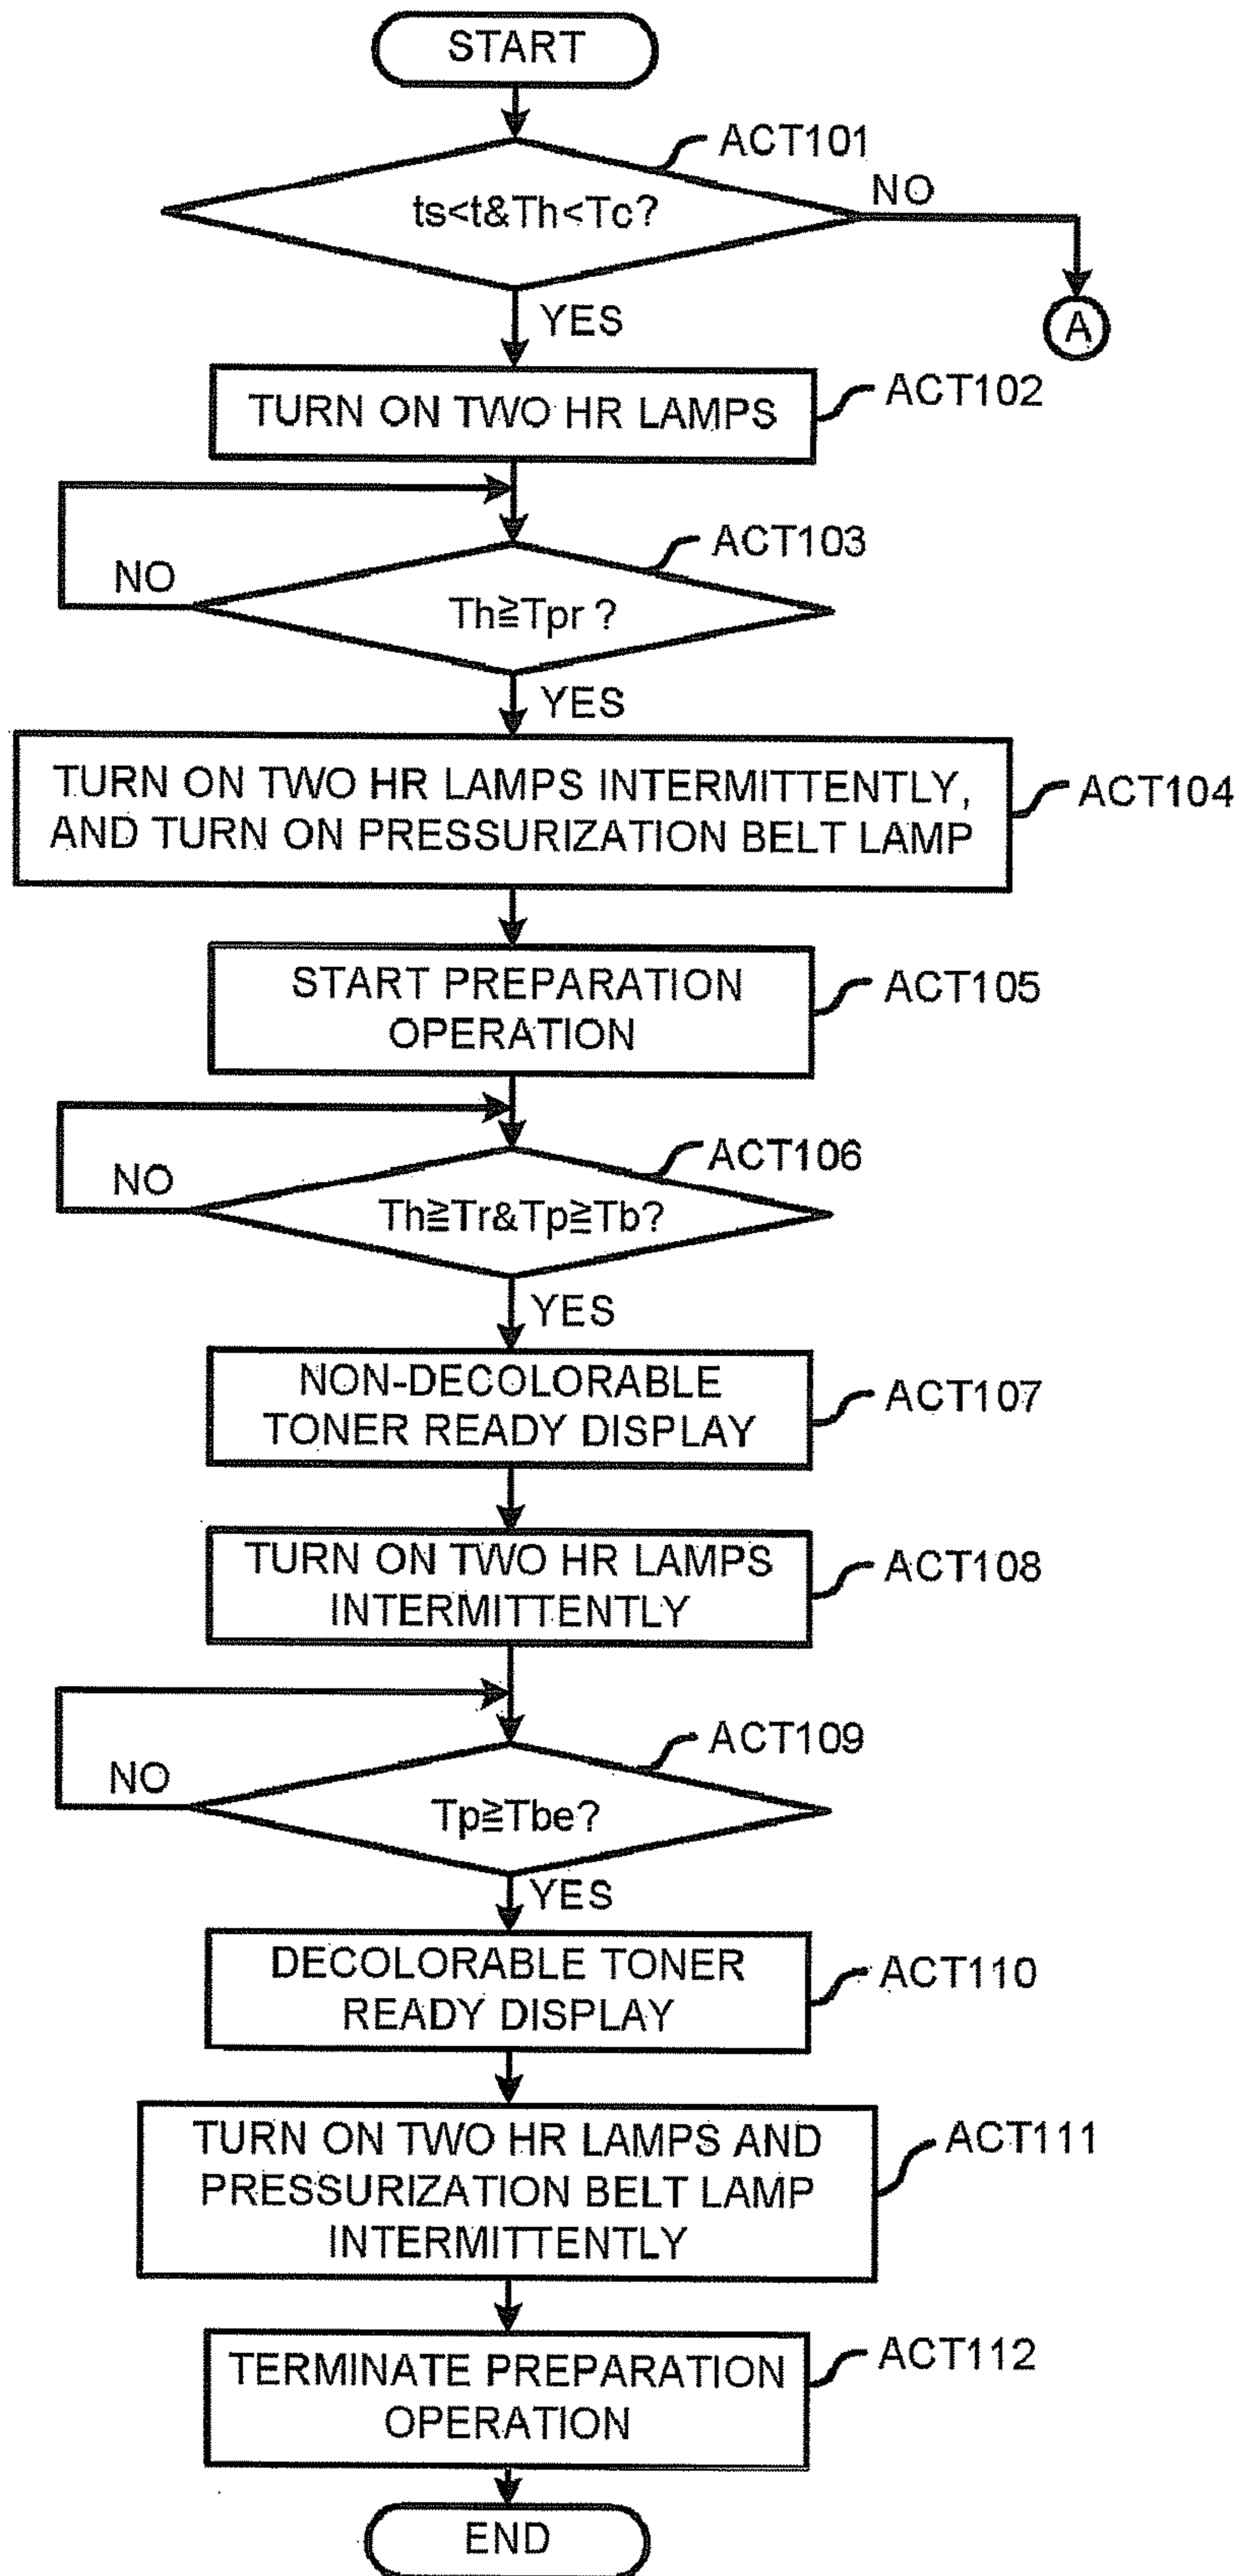 START
ACT101
ts<t&Th<Tc?
NO
A
YES
ACT102
TURN ON TWO HR LAMPS
ACT103
NO
Th≧Tpr ?
YES
TURN ON TWO HR LAMPS INTERMITTENTLY,
AND TURN ON PRESSURIZATION BELT LAMP
ACT104
START PREPARATION
OPERATION
ACT105
ACT106
NO
Th≧Tr&Tp≧Tb?
YES
NON-DECOLORABLE
TONER READY DISPLAY
ACT107
TURN ON TWO HR LAMPS
INTERMITTENTLY
ACT108
ACT109
NO
Tp≧Tbe?
YES
DECOLORABLE TONER
READY DISPLAY
ACT110
TURN ON TWO HR LAMPS AND
PRESSURIZATION BELT LAMP
INTERMITTENTLY
ACT111
TERMINATE PREPARATION
OPERATION
ACT112
END